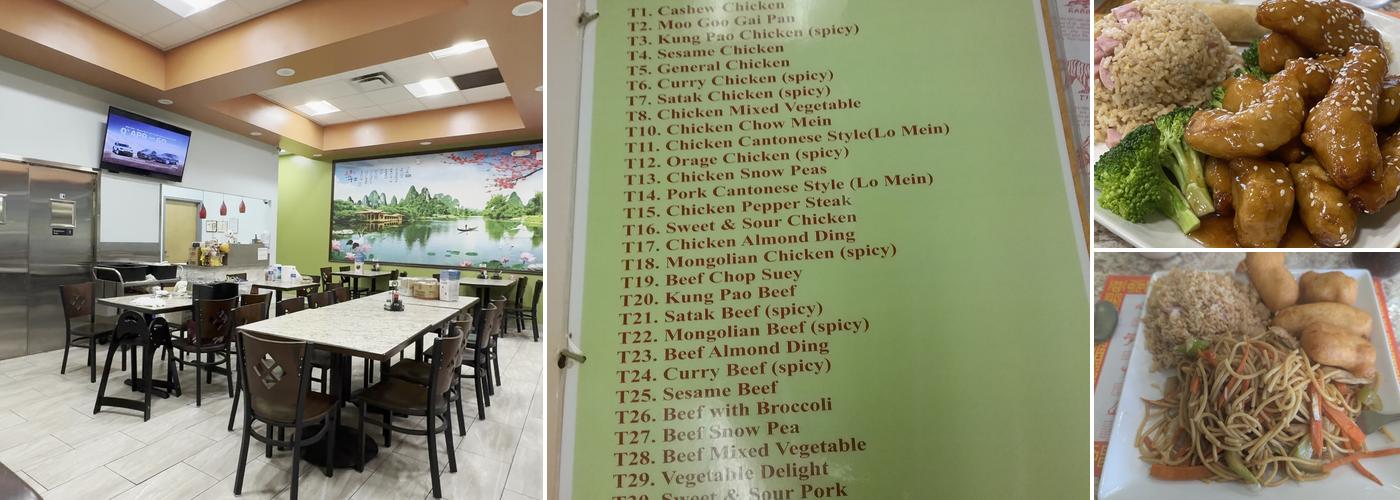 0% APR 60
T1. Cashew Chicken
T2. Moo Goo Gai Pan
T3. Kung Pao Chicken (spicy)
T4. Sesame Chicken
T5. General Chicken
T6. Curry Chicken (spicy)
T7. Satak Chicken (spicy)
T8. Chicken Mixed Vegetable
T10. Chicken Chow Mein
T11. Chicken Cantonese Style(Lo Mein)
T12. Orage Chicken (spicy)
T13. Chicken Snow Peas
T14. Pork Cantonese Style (Lo Mein)
T15. Chicken Pepper Steak
T16. Sweet & Sour Chicken
T17. Chicken Almond Ding
T18. Mongolian Chicken (spicy)
T19. Beef Chop Suey
T20. Kung Pao Beef
T21. Satak Beef (spicy)
T22. Mongolian Beef (spicy)
T23. Beef Almond Ding
T24. Curry Beef (spicy)
T25. Sesame Beef
T26. Beef with Broccoli
T27. Beef Snow Pea
T28. Beef Mixed Vegetable
T29. Vegetable Delight
T30. Sweet & Sour Pork